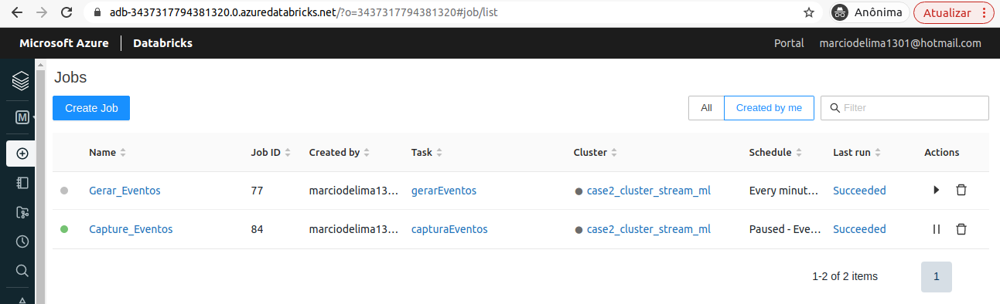 adb-3437317794381320.0.azuredatabricks.net/?o=3437317794381320#job/list
Anônima
Atualizar
Microsoft Azure
Databricks
Portal
marciodelima1301@hotmail.com
Jobs
Create Job
All
Created by me
Filter
M
Name Job ID Created by Task Cluster Schedule Last run Actions
Gerar_Eventos 77 marciodelima13... gerarEventos case2_cluster_stream_ml Every minut... Succeeded
Capture_Eventos 84 marciodelima13... capturaEventos case2_cluster_stream_ml Paused - Eve... Succeeded
1-2 of 2 items 1